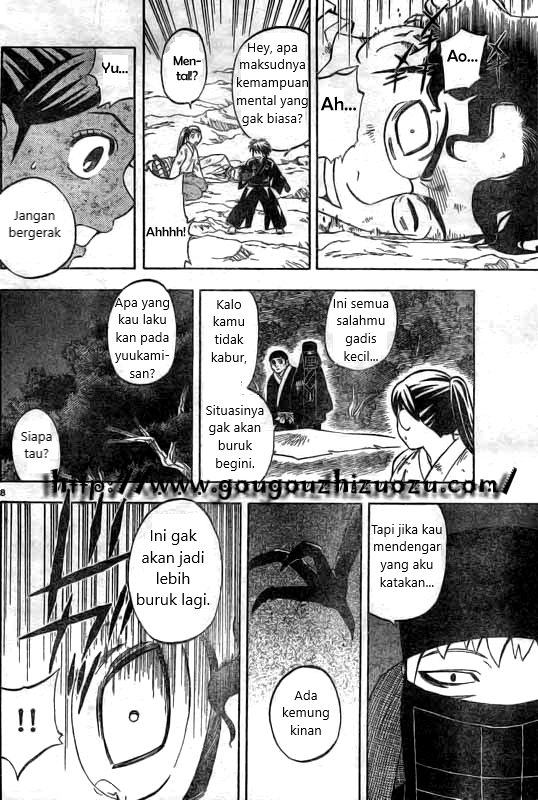 Ao...
Ah...
Hey, apa
maksudnya
kemampuan
mental yang
gak biasa?
Men-
tal!?
Ahhhh!
Yu...
Jangan
bergerak
Ini semua
salahmu
gadis
kecil...
Kalo
kamu
tidak
kabur,
Situasinya
gak akan
buruk
begini.
Apa yang
kau laku
kan pada
yuukami-
san?
Siapa
tau?
8
http://www.gougouzhizuozu.com/
Tapi jika kau
mendengar
yang aku
katakan...
Ada
kemung
kinan
Ini gak
akan jadi
lebih
buruk lagi.
!!